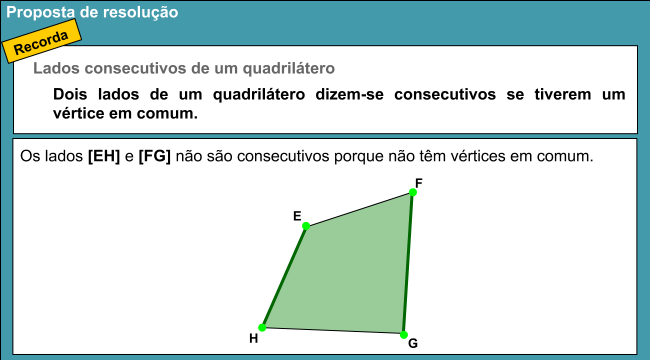 Proposta de resolução
Recorda
Lados consecutivos de um quadrilátero
Dois lados de um quadrilátero dizem-se consecutivos se tiverem um
vértice em comum.
Os lados [EH] e [FG] não são consecutivos porque não têm vértices em comum.
F
E
H
G